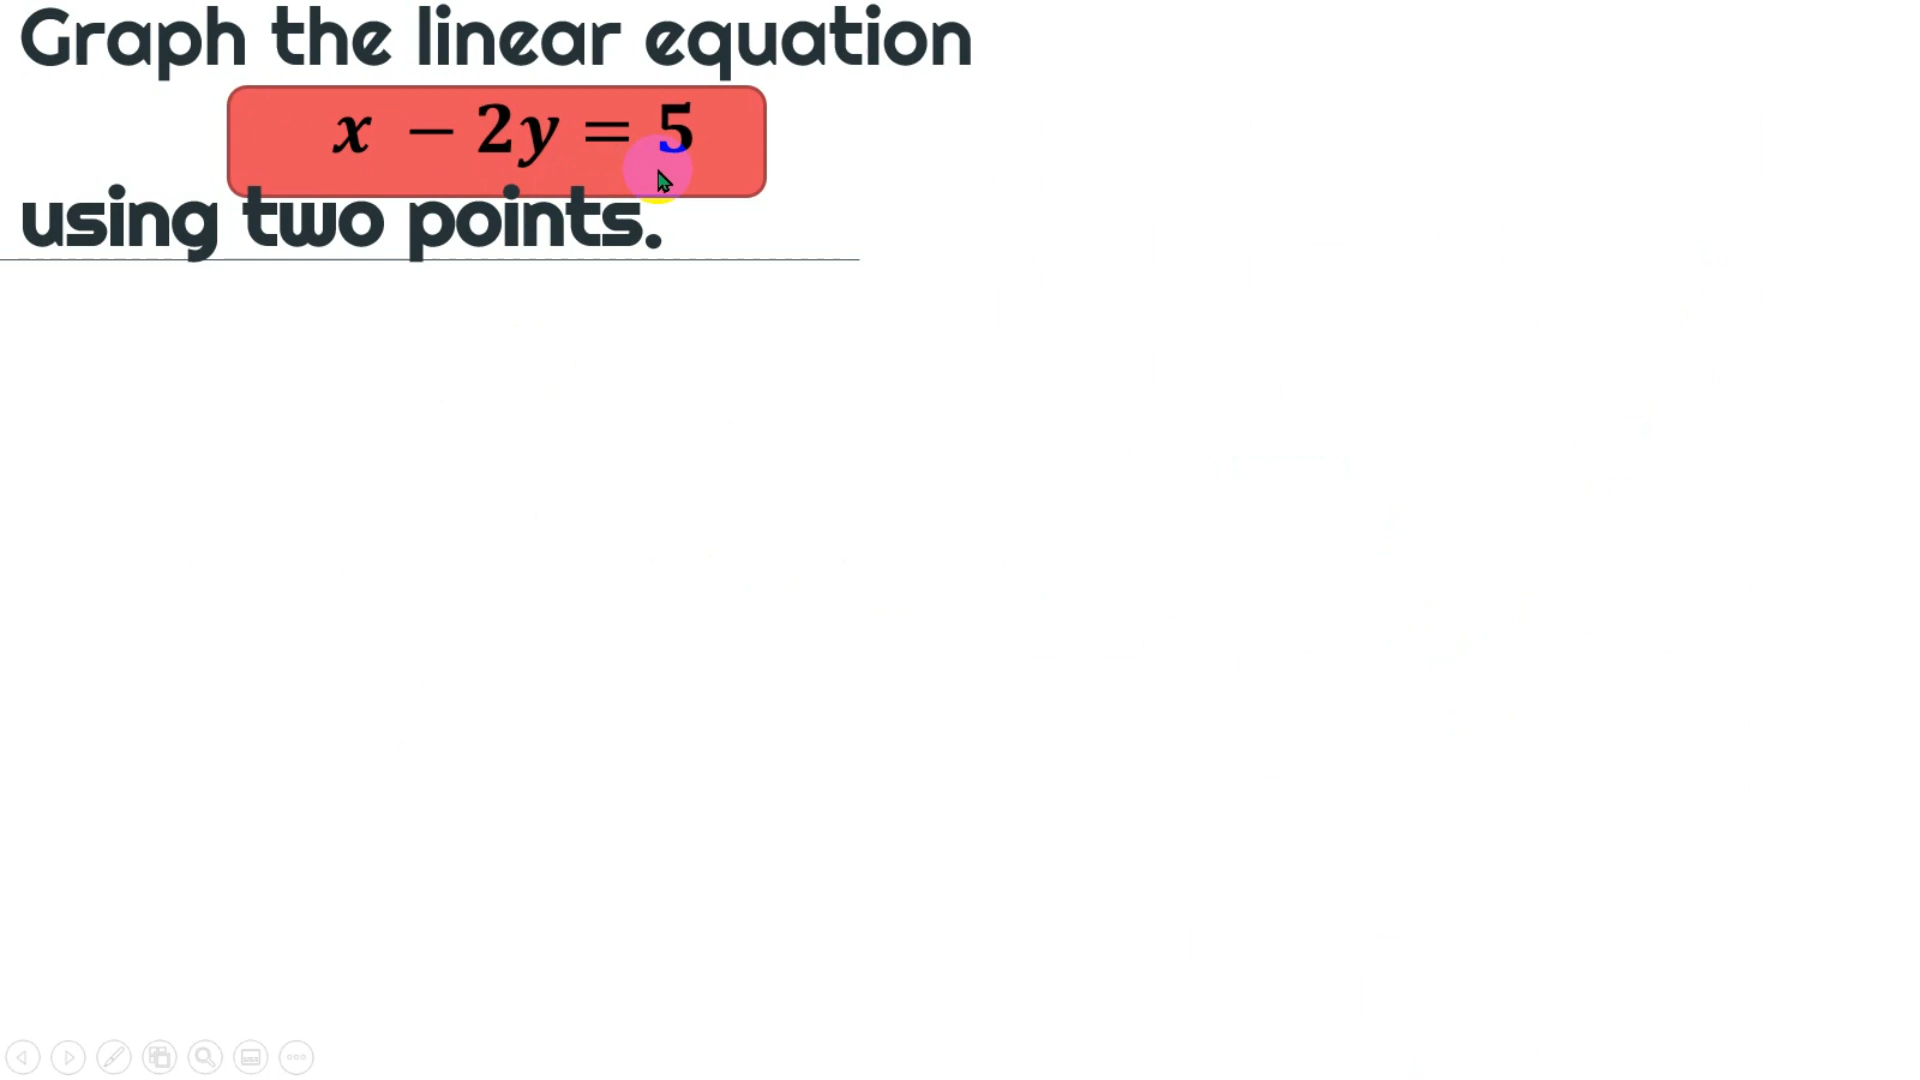 Graph the linear equation
x − 2y = 5
using two points.